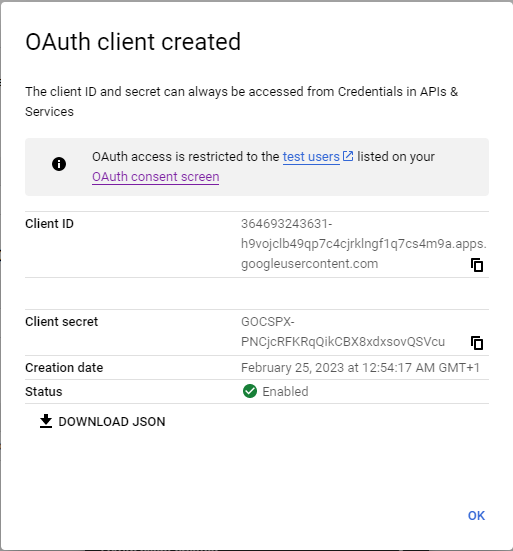 OAuth client created
The client ID and secret can always be accessed from Credentials in APIs &
Services
OAuth access is restricted to the test users listed on your
OAuth consent screen
Client ID
364693243631-
h9vojclb49qp7c4cjrklngf1q7cs4m9a.apps.
googleusercontent.com
Client secret
GOCSPX-
PNCjcRFKRqQikCBX8xdxsovQSVcu
Creation date
February 25, 2023 at 12:54:17 AM GMT+1
Status
Enabled
DOWNLOAD JSON
OK